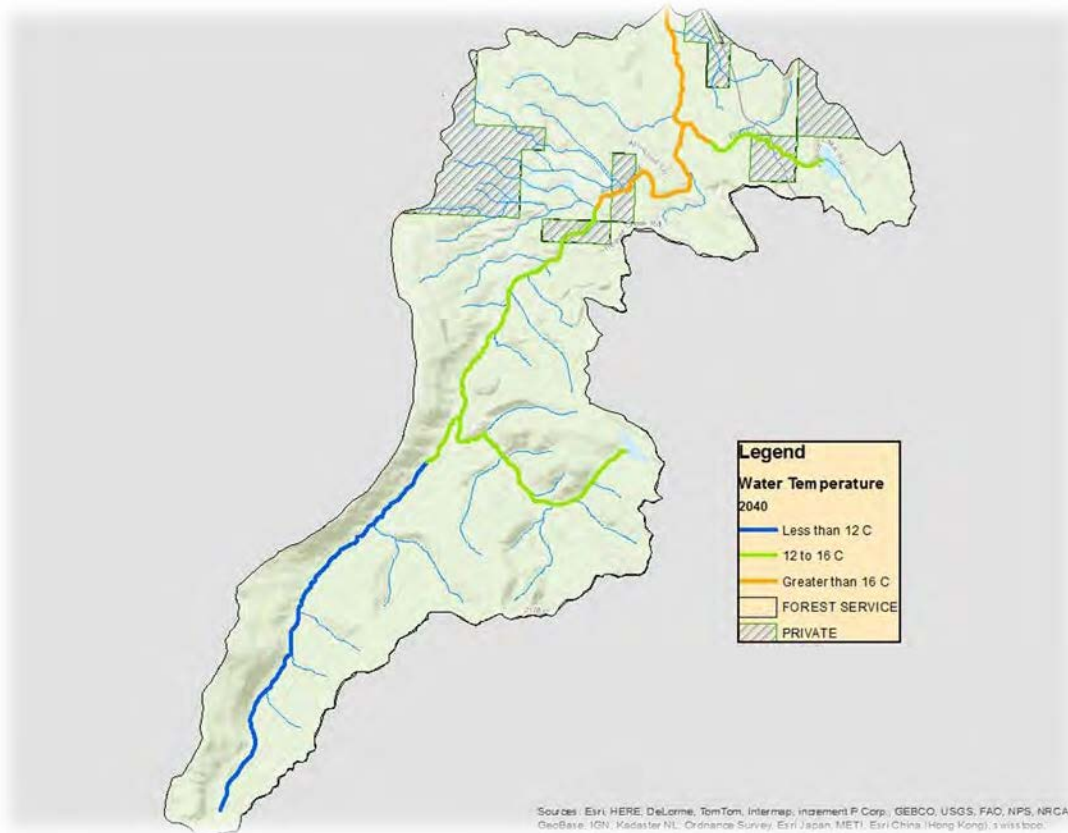 Legend
Water Temperature
2040
Less than 12 C
12 to 16 C
Greater than 16 C
FOREST SERVICE
PRIVATE
Sources: Esri, HERE, DeLorme, TomTom, Intermap, increment P Corp., GEBCO, USGS, FAO, NPS, NRCA
GeoBase, IGN, Kadaster NL, Ordnance Survey, Esri Japan, METI, Esri China (Hong Kong), swisstopo,